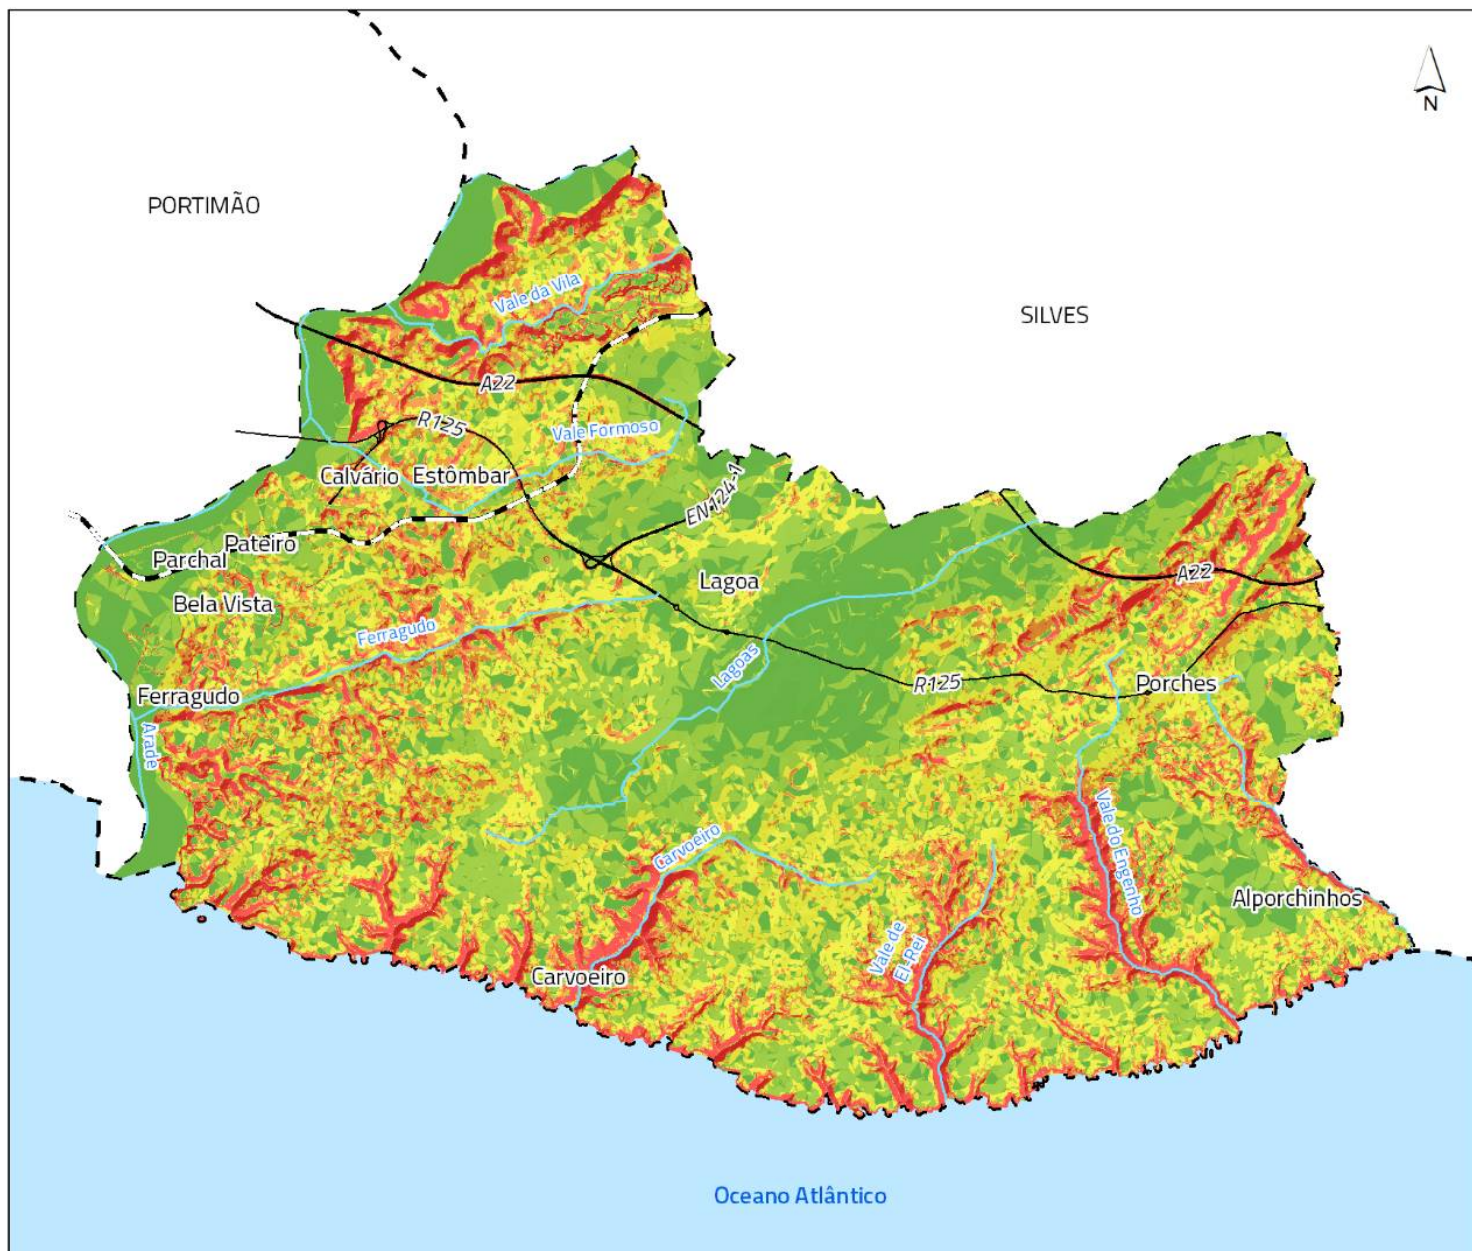 N
PORTIMÃO
Vale da Vila
SILVES
A22
R125
Vale Formoso
Calvário
Estômbar
EN124-1
Pateiro
Parchal
Lagoa
A22
Bela Vista
Ferragudo
Lagoas
R125
Porches
Ferragudo
Arade
Carvoeiro
Vale do Engenho
Alporchinhos
Vale de
El-Rei
Carvoeiro
Oceano Atlântico